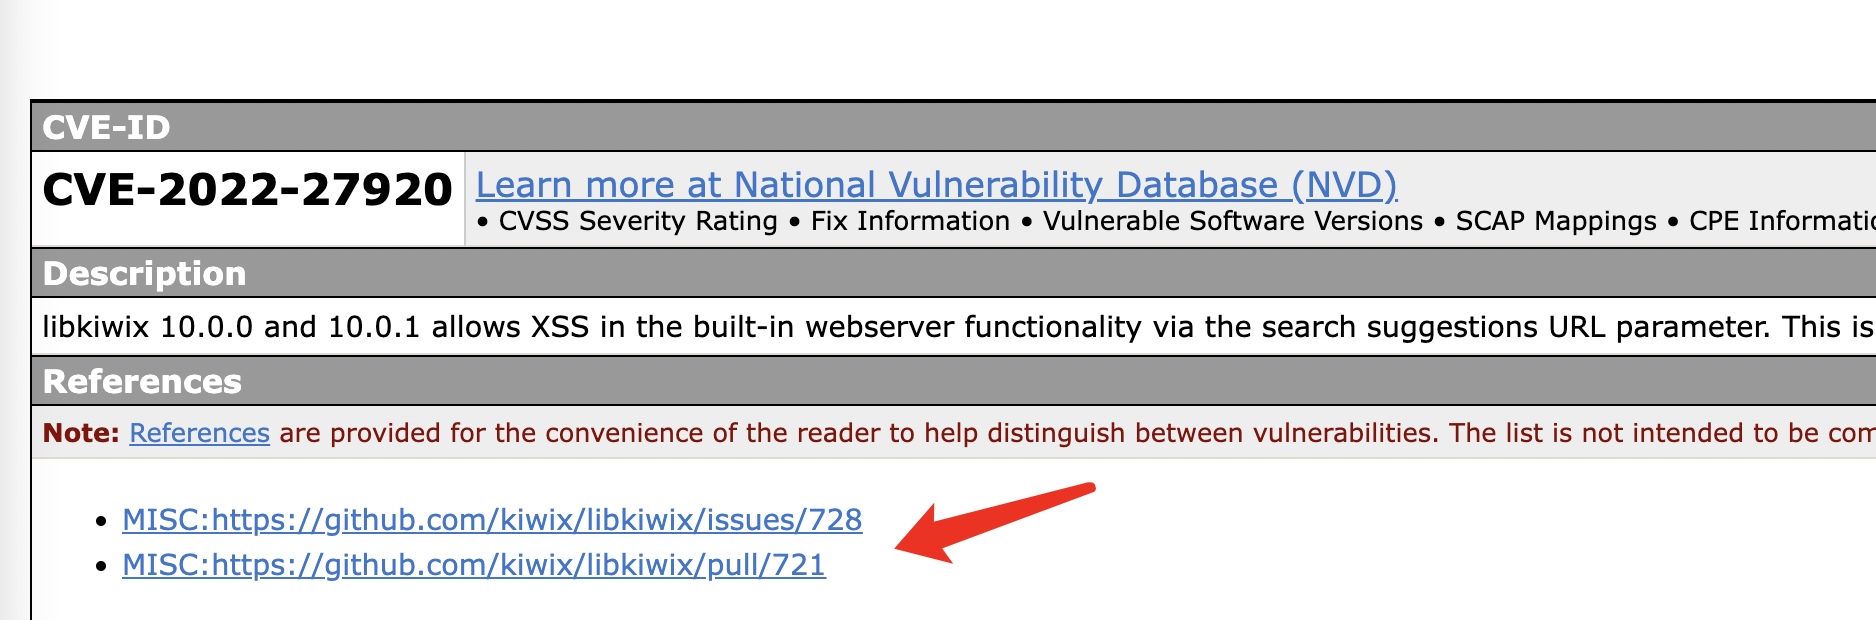 CVE-ID
CVE-2022-27920
Learn more at National Vulnerability Database (NVD)
• CVSS Severity Rating • Fix Information • Vulnerable Software Versions • SCAP Mappings • CPE Informatio
Description
libkiwix 10.0.0 and 10.0.1 allows XSS in the built-in webserver functionality via the search suggestions URL parameter. This is
References
Note: References are provided for the convenience of the reader to help distinguish between vulnerabilities. The list is not intended to be com
• MISC:https://github.com/kiwix/libkiwix/issues/728
• MISC:https://github.com/kiwix/libkiwix/pull/721